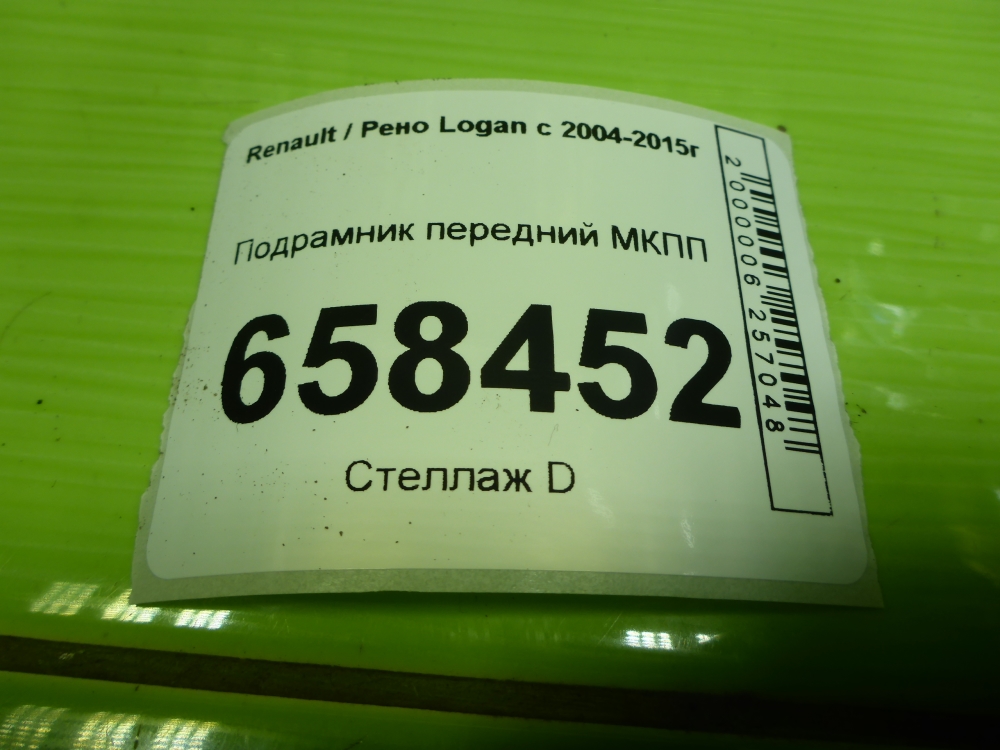 Renault / Рено Logan с 2004-2015г
Подрамник передний МКПП
658452
Стеллаж D
2000006257048